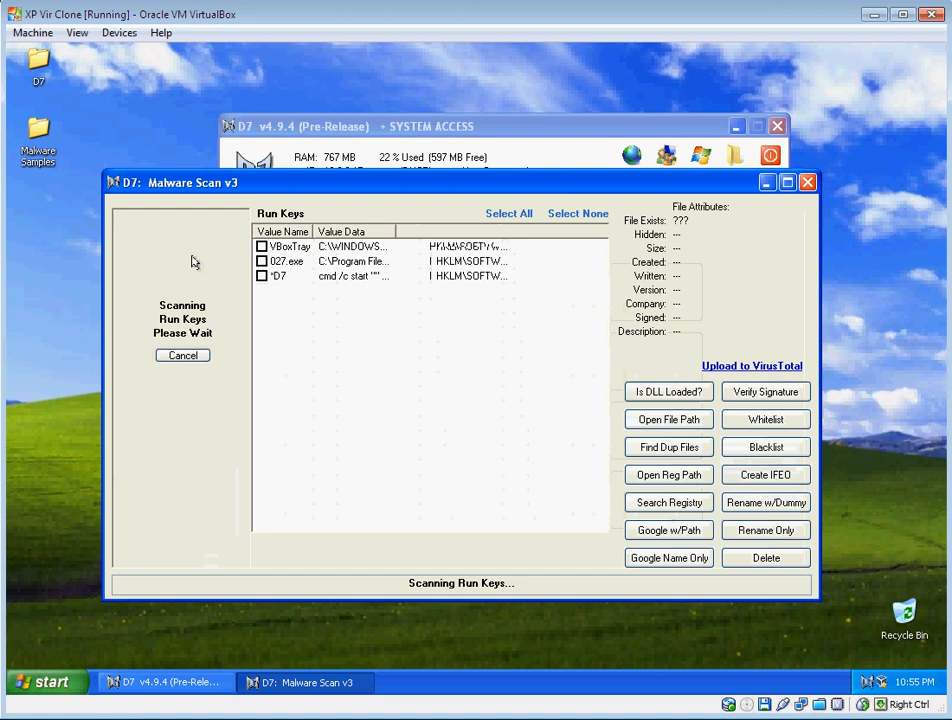 XP Vir Clone [Running] - Oracle VM VirtualBox
Machine View Devices Help
D7
Malware
Samples
D7 v4.9.4 (Pre-Release) + SYSTEM ACCESS
RAM: 767 MB 22 % Used (597 MB Free)
D7: Malware Scan v3
Run Keys Select All Select None
Value Name Value Data
VBoxTray C:\WINDOWS...
027.exe C:\Program File... HKLM\SOFTW...
*D7 cmd /c start "" ... HKLM\SOFTW...
Scanning
Run Keys
Please Wait
Cancel
File Attributes:
File Exists: ???
Hidden: ---
Size: ---
Created: ---
Written: ---
Version: ---
Company: ---
Signed: ---
Description: ---
Upload to VirusTotal
Is DLL Loaded? Verify Signature
Open File Path Whitelist
Find Dup Files Blacklist
Open Reg Path Create IFEO
Search Registry Rename w/Dummy
Google w/Path Rename Only
Google Name Only Delete
Scanning Run Keys...
Recycle Bin
start D7 v4.9.4 (Pre-Rele... D7: Malware Scan v3 10:55 PM
Right Ctrl